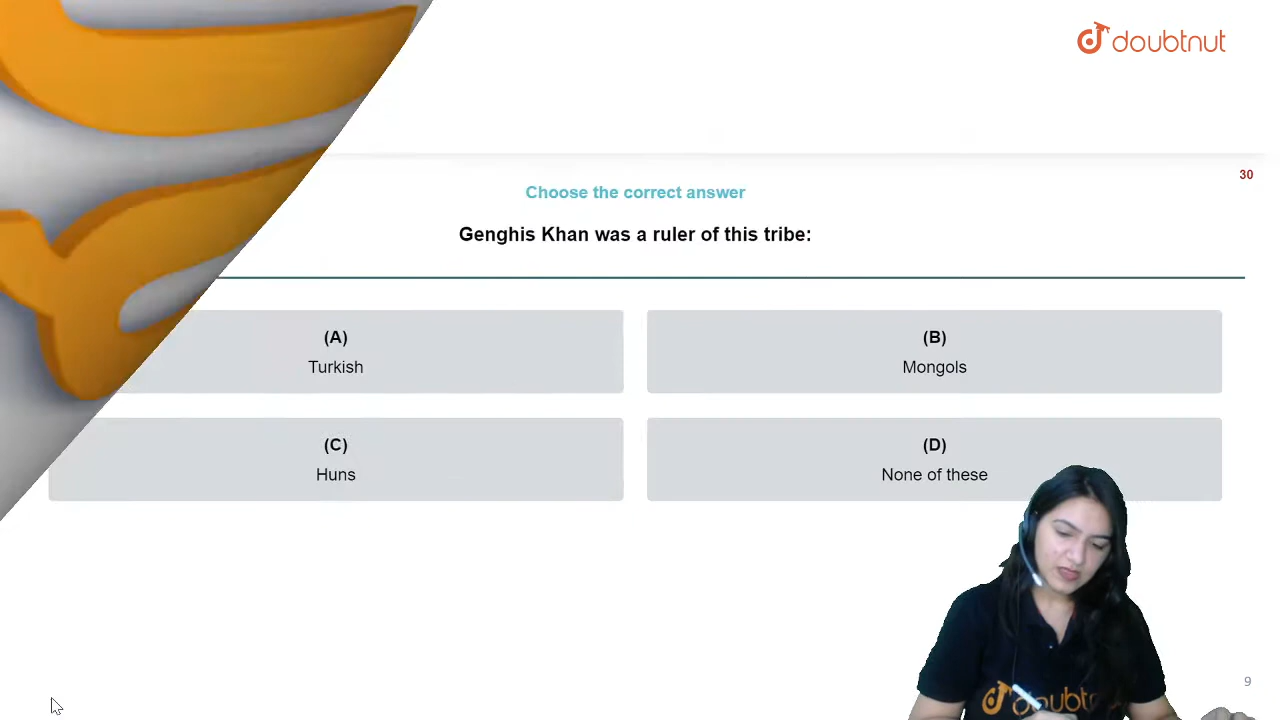 doubtnut
30
Choose the correct answer
Genghis Khan was a ruler of this tribe:
(A)
Turkish
(B)
Mongols
(C)
Huns
(D)
None of these
9